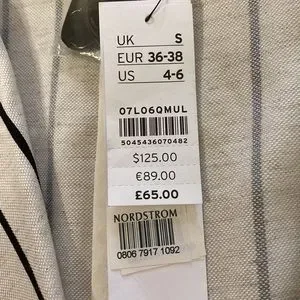 UK S
EUR 36-38
US 4-6
07L06QMUL
5045436070482
$125.00
€89.00
£65.00
NORDSTROM
0806 7917 1092